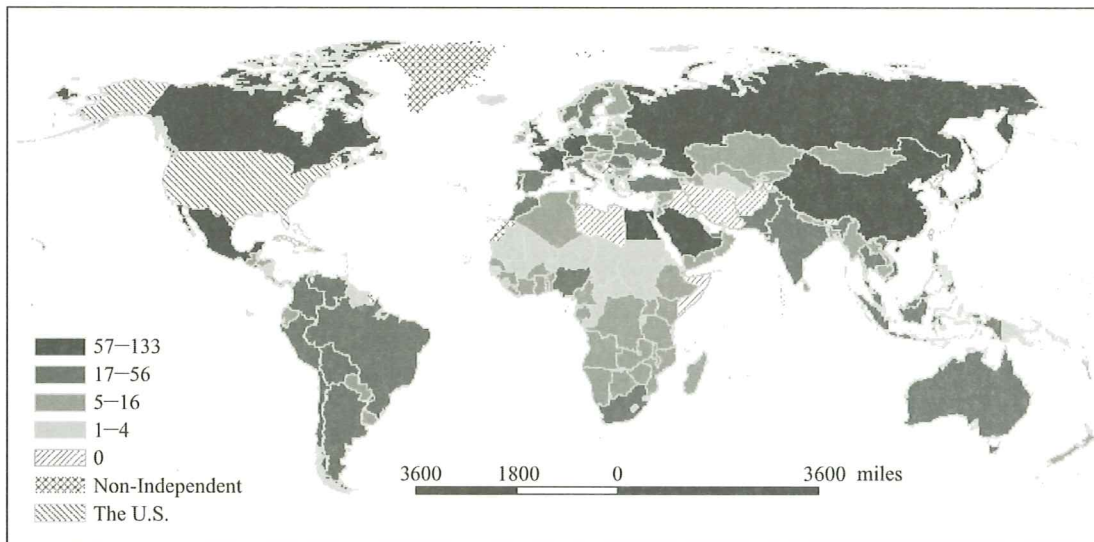 57—133
17—56
5—16
1—4
0
Non-Independent
The U.S.
3600 1800 0 3600 miles